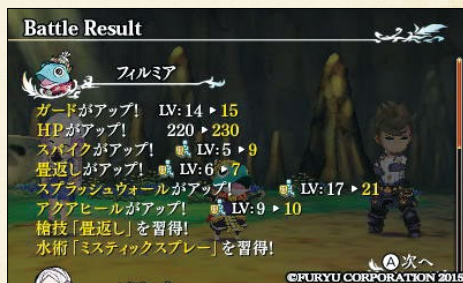 Battle Result
フィルミア
ガードがアップ! LV: 14 ▸ 15
HPがアップ! 220 ▸ 230
スパイクがアップ! LV: 5 ▸ 9
畳返しがアップ! LV: 6 ▸ 7
スプラッシュウォールがアップ! LV: 17 ▸ 21
アクアヒールがアップ! LV: 9 ▸ 10
槍技「畳返し」を習得!
水術「ミスティックスプレー」を習得!
Ⓐ次へ
©FURYU CORPORATION 2015